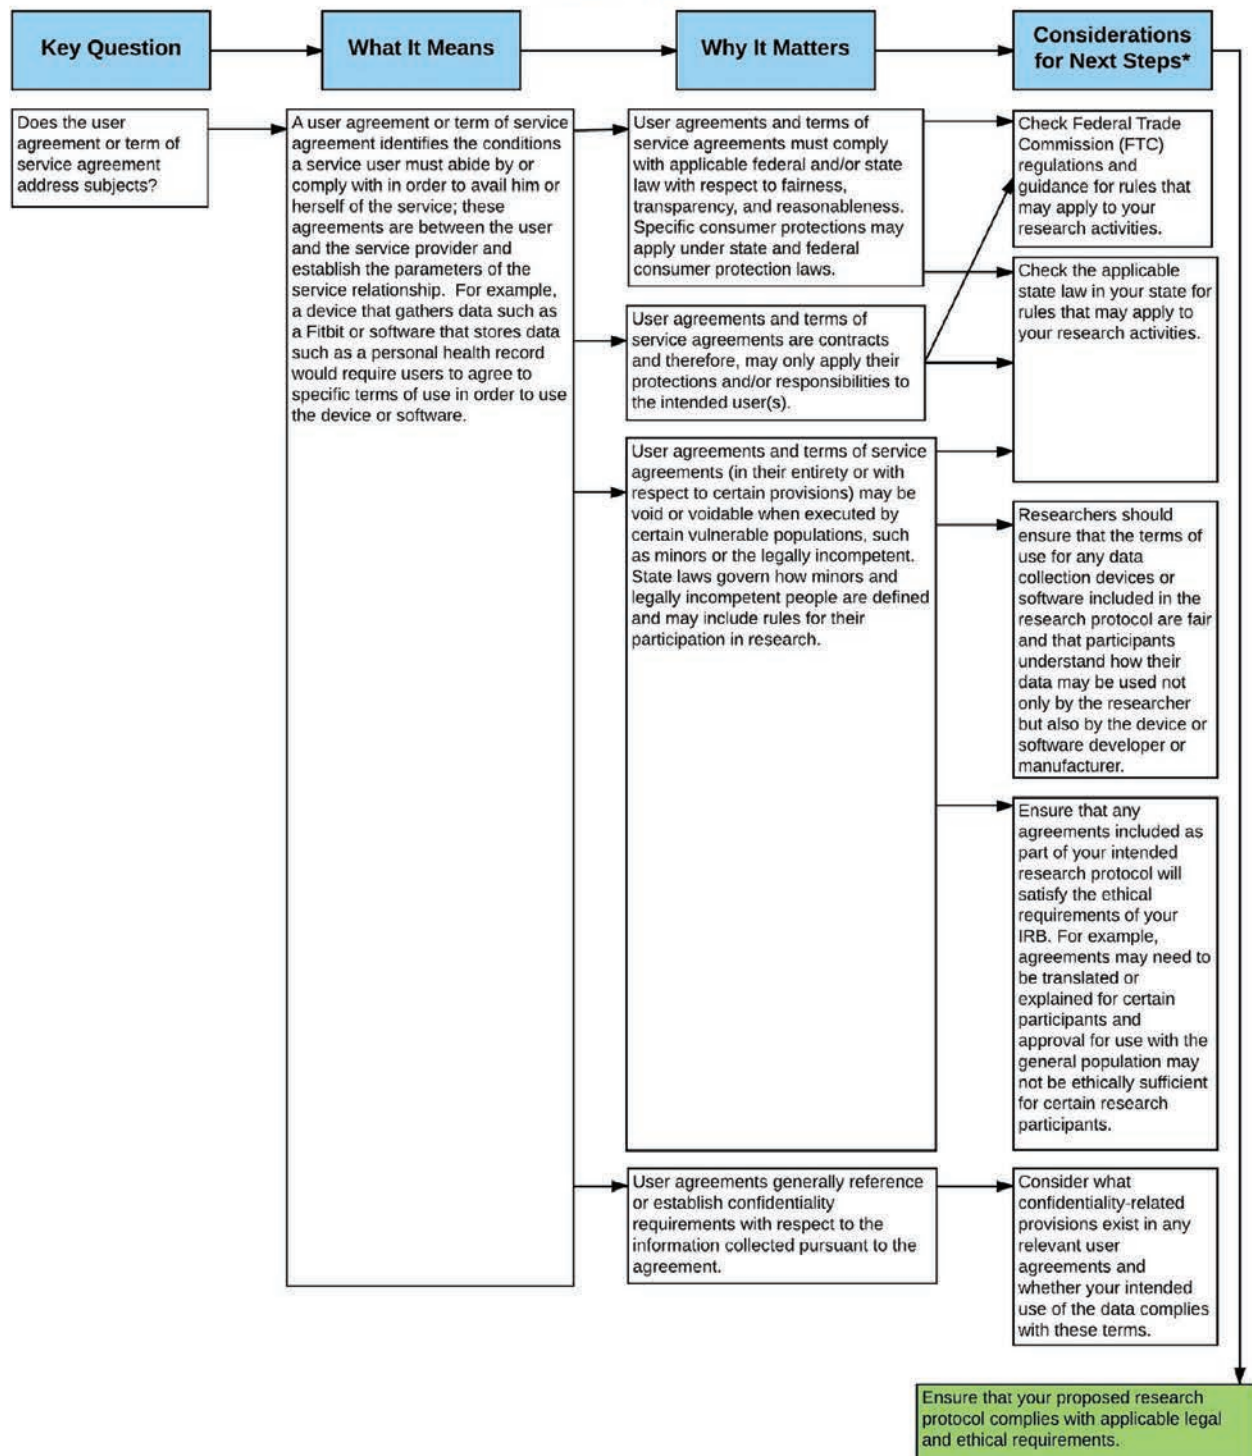 Key Question
What It Means
Why It Matters
Considerations
for Next Steps*
Does the user
agreement or term of
service agreement
address subjects?
A user agreement or term of service
agreement identifies the conditions
a service user must abide by or
comply with in order to avail him or
herself of the service; these
agreements are between the user
and the service provider and
establish the parameters of the
service relationship.  For example,
a device that gathers data such as
a Fitbit or software that stores data
such as a personal health record
would require users to agree to
specific terms of use in order to use
the device or software.
User agreements and terms of
service agreements must comply
with applicable federal and/or state
law with respect to fairness,
transparency, and reasonableness.
Specific consumer protections may
apply under state and federal
consumer protection laws.
User agreements and terms of
service agreements are contracts
and therefore, may only apply their
protections and/or responsibilities to
the intended user(s).
User agreements and terms of service
agreements (in their entirety or with
respect to certain provisions) may be
void or voidable when executed by
certain vulnerable populations, such
as minors or the legally incompetent.
State laws govern how minors and
legally incompetent people are defined
and may include rules for their
participation in research.
User agreements generally reference
or establish confidentiality
requirements with respect to the
information collected pursuant to the
agreement.
Check Federal Trade
Commission (FTC)
regulations and
guidance for rules that
may apply to your
research activities.
Check the applicable
state law in your state for
rules that may apply to
your research activities.
Researchers should
ensure that the terms of
use for any data
collection devices or
software included in the
research protocol are fair
and that participants
understand how their
data may be used not
only by the researcher
but also by the device or
software developer or
manufacturer.
Ensure that any
agreements included as
part of your intended
research protocol will
satisfy the ethical
requirements of your
IRB. For example,
agreements may need to
be translated or
explained for certain
participants and
approval for use with the
general population may
not be ethically sufficient
for certain research
participants.
Consider what
confidentiality-related
provisions exist in any
relevant user
agreements and
whether your intended
use of the data complies
with these terms.
Ensure that your proposed research
protocol complies with applicable legal
and ethical requirements.